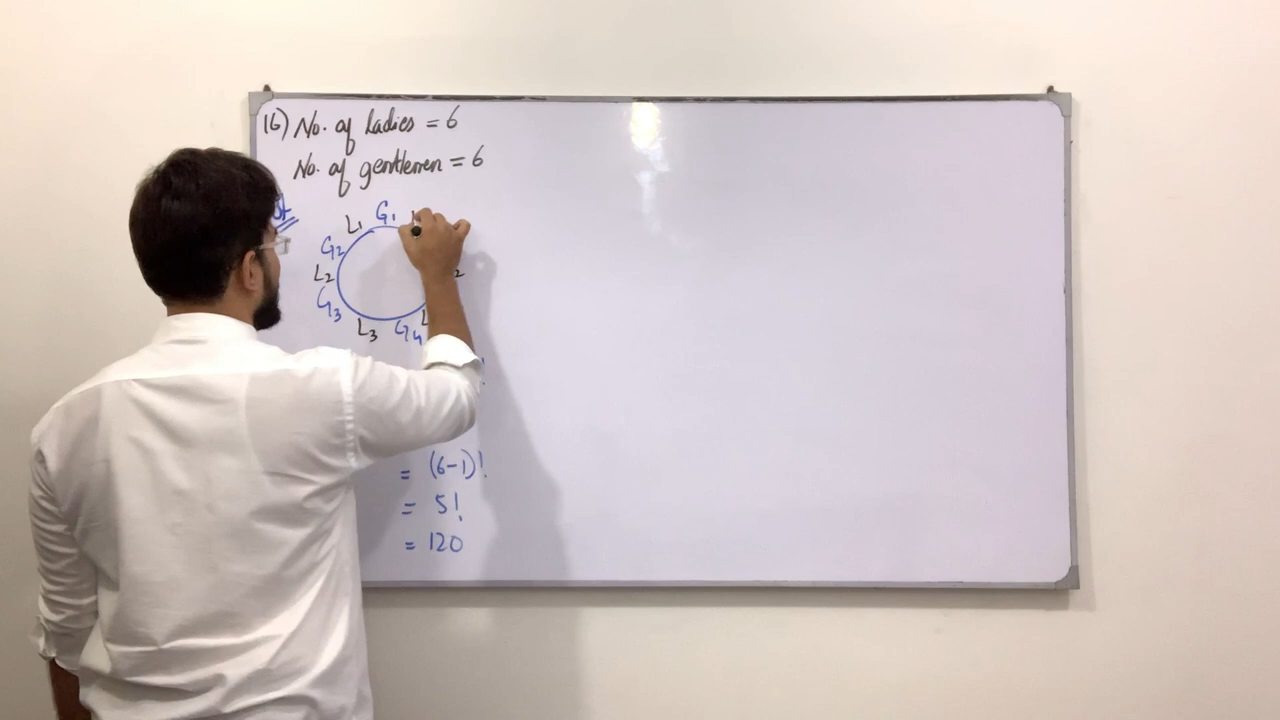 16) No. of ladies = 6
No. of gentlemen = 6
L1 G1
G2
L2
G3
L3 G4
= (6-1)!
= 5!
= 120